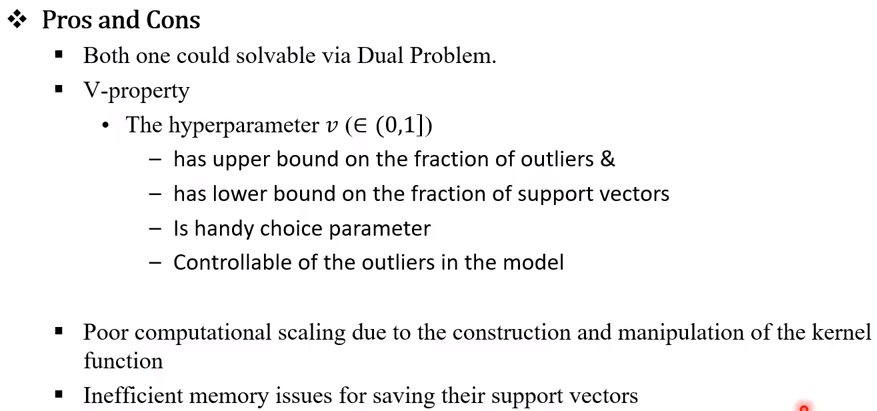 ❖ Pros and Cons
▪ Both one could solvable via Dual Problem.
▪ V-property
• The hyperparameter 𝑣 (∈ (0,1])
– has upper bound on the fraction of outliers &
– has lower bound on the fraction of support vectors
– Is handy choice parameter
– Controllable of the outliers in the model
▪ Poor computational scaling due to the construction and manipulation of the kernel
function
▪ Inefficient memory issues for saving their support vectors